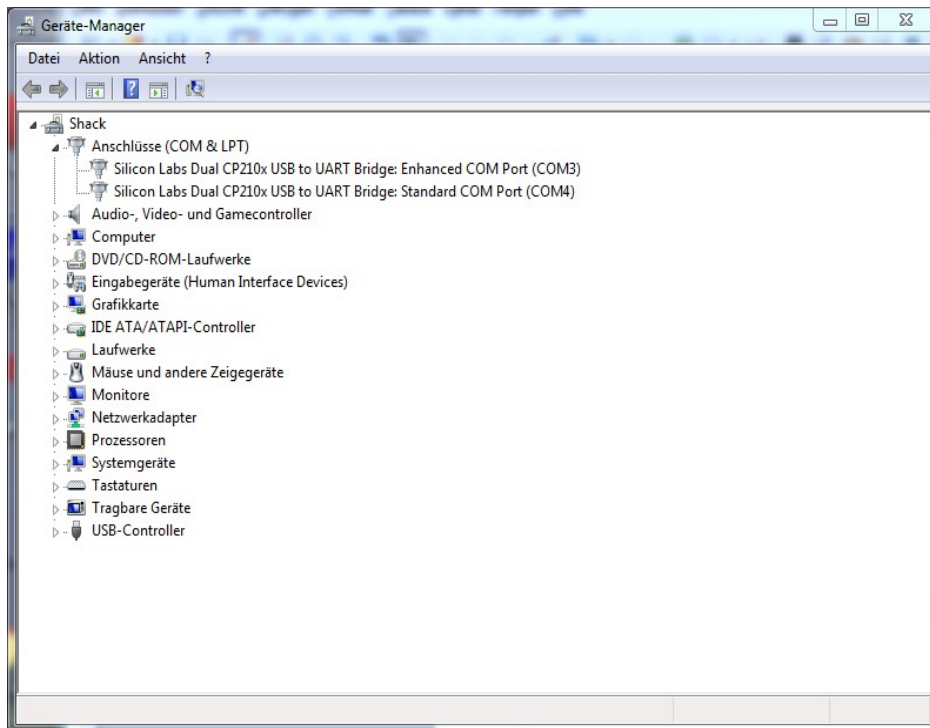 Geräte-Manager
Datei Aktion Ansicht ?
Shack
Anschlüsse (COM & LPT)
Silicon Labs Dual CP210x USB to UART Bridge: Enhanced COM Port (COM3)
Silicon Labs Dual CP210x USB to UART Bridge: Standard COM Port (COM4)
Audio-, Video- und Gamecontroller
Computer
DVD/CD-ROM-Laufwerke
Eingabegeräte (Human Interface Devices)
Grafikkarte
IDE ATA/ATAPI-Controller
Laufwerke
Mäuse und andere Zeigegeräte
Monitore
Netzwerkadapter
Prozessoren
Systemgeräte
Tastaturen
Tragbare Geräte
USB-Controller